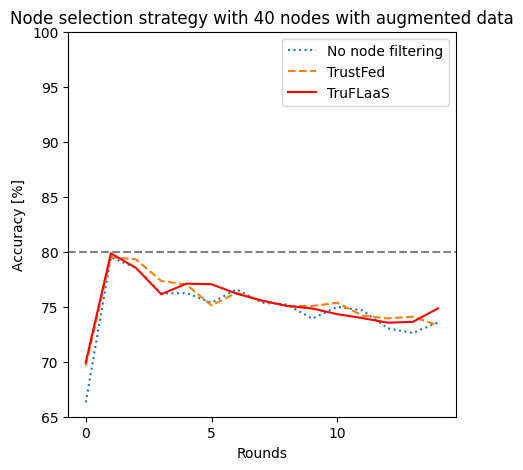 Node selection strategy with 40 nodes with augmented data
100
95
90
85
80
75
70
65
Accuracy [%]
No node filtering
TrustFed
TruFLaaS
0
5
10
Rounds